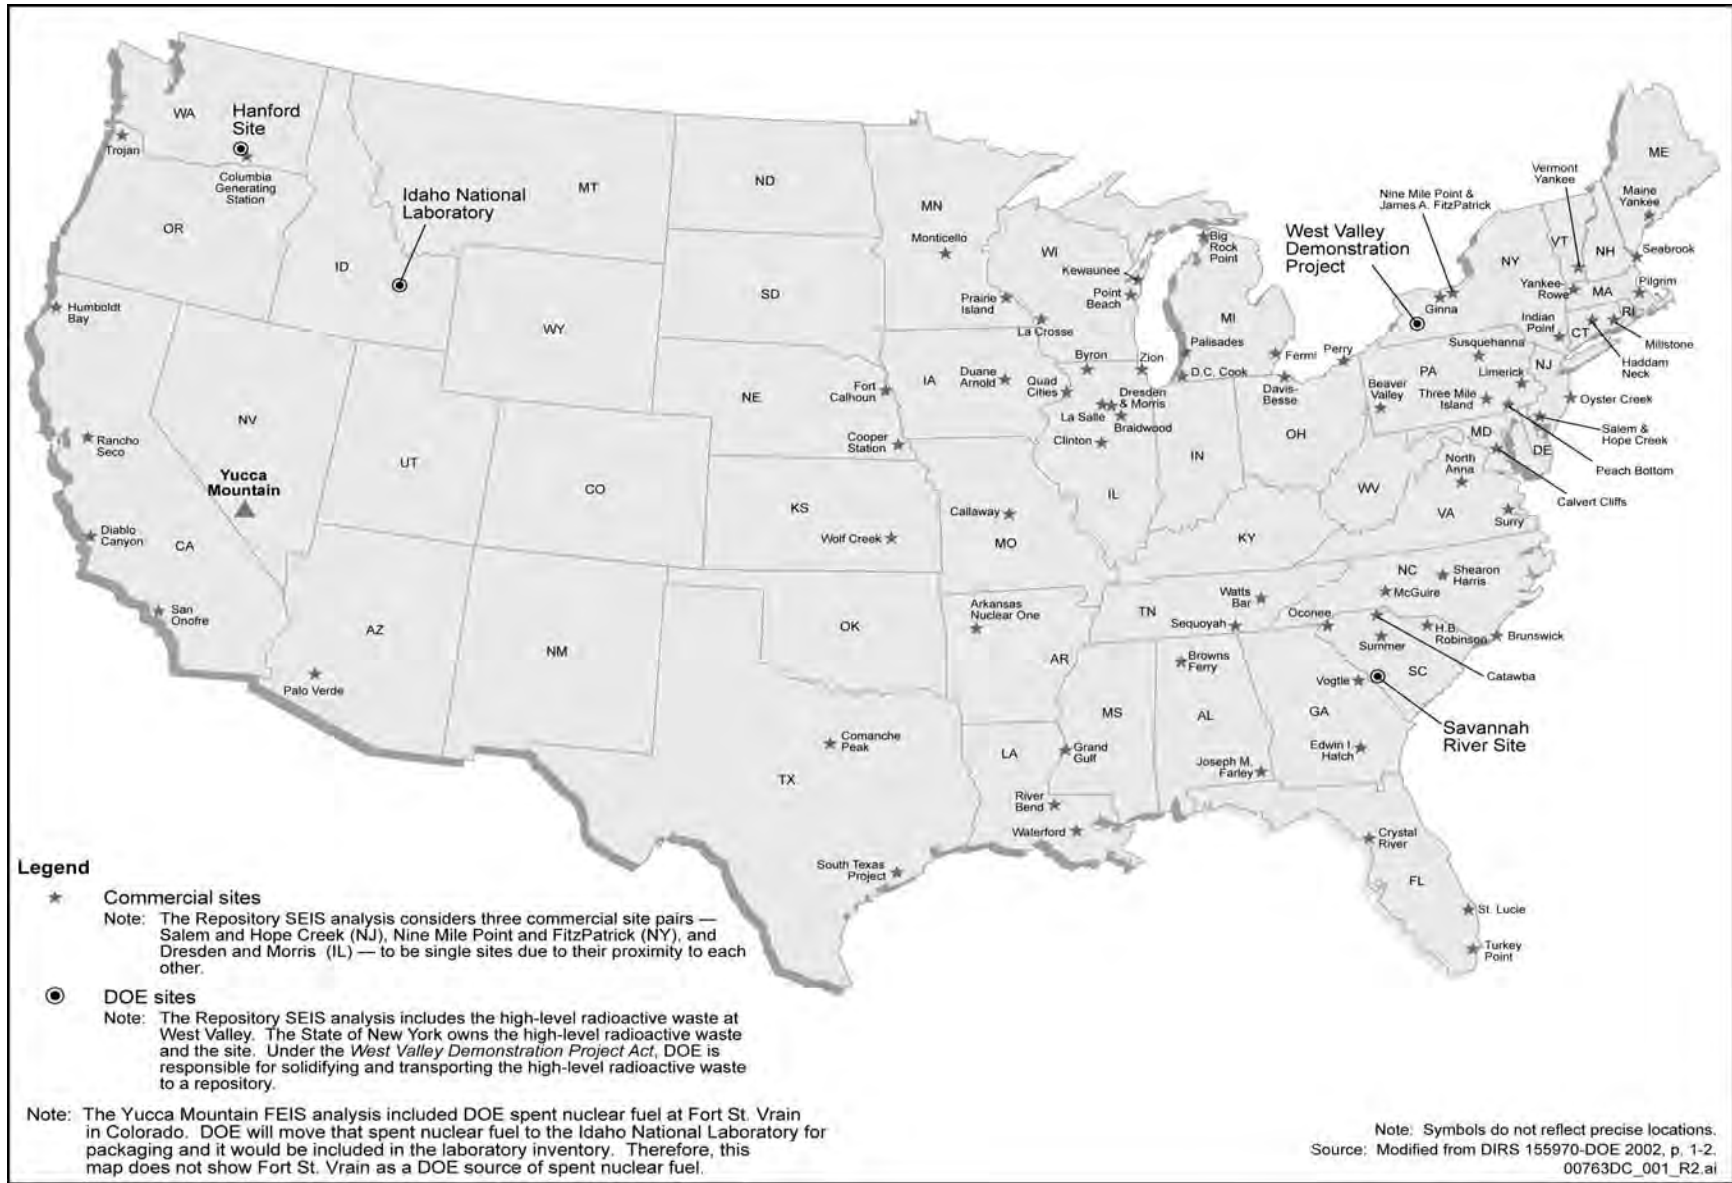 WA
Hanford
Site
Trojan
Columbia
Generating
Station
Idaho National
Laboratory
MT
ND
MN
OR
ID
Monticello
SD
WY
Humboldt
Bay
Prairie
Island
La Crosse
WI
Kewaunee
Point
Beach
Big
Rock
Point
MI
Palisades
Fermi
Perry
D.C. Cook
Davis-
Besse
West Valley
Demonstration
Project
Nine Mile Point &
James A. FitzPatrick
Vermont
Yankee
ME
Maine
Yankee
VT
NH
Seabrook
NY
Yankee-
Rowe
MA
Pilgrim
Ginna
Indian
Point
CT
RI
Millstone
Haddam
Neck
Susquehanna
PA
Limerick
NJ
Beaver
Valley
Three Mile
Island
Oyster Creek
Salem &
Hope Creek
MD
DE
Peach Bottom
Calvert Cliffs
North
Anna
VA
Surry
WV
OH
IN
Byron
Zion
Quad
Cities
Dresden
& Morris
La Salle
Braidwood
Clinton
IL
IA
Duane
Arnold
NE
Fort
Calhoun
Cooper
Station
NV
Rancho
Seco
UT
CO
Yucca
Mountain
KS
Wolf Creek
Callaway
MO
KY
Diablo
Canyon
CA
San
Onofre
AZ
Palo Verde
NM
OK
Arkansas
Nuclear One
AR
TN
Watts
Bar
Sequoyah
Oconee
NC
Shearon
Harris
McGuire
H.B.
Robinson
Brunswick
Summer
Catawba
SC
Vogtle
Savannah
River Site
Browns
Ferry
MS
AL
GA
Edwin I.
Hatch
Joseph M.
Farley
Grand
Gulf
LA
River
Bend
Waterford
Comanche
Peak
TX
South Texas
Project
Crystal
River
FL
St. Lucie
Turkey
Point
Legend
Commercial sites
Note: The Repository SEIS analysis considers three commercial site pairs —
Salem and Hope Creek (NJ), Nine Mile Point and FitzPatrick (NY), and
Dresden and Morris (IL) — to be single sites due to their proximity to each
other.
DOE sites
Note: The Repository SEIS analysis includes the high-level radioactive waste at
West Valley. The State of New York owns the high-level radioactive waste
and the site. Under the West Valley Demonstration Project Act, DOE is
responsible for solidifying and transporting the high-level radioactive waste
to a repository.
Note: The Yucca Mountain FEIS analysis included DOE spent nuclear fuel at Fort St. Vrain
in Colorado. DOE will move that spent nuclear fuel to the Idaho National Laboratory for
packaging and it would be included in the laboratory inventory. Therefore, this
map does not show Fort St. Vrain as a DOE source of spent nuclear fuel.
Note: Symbols do not reflect precise locations.
Source: Modified from DIRS 155970-DOE 2002, p. 1-2.
00763DC_001_R2.ai